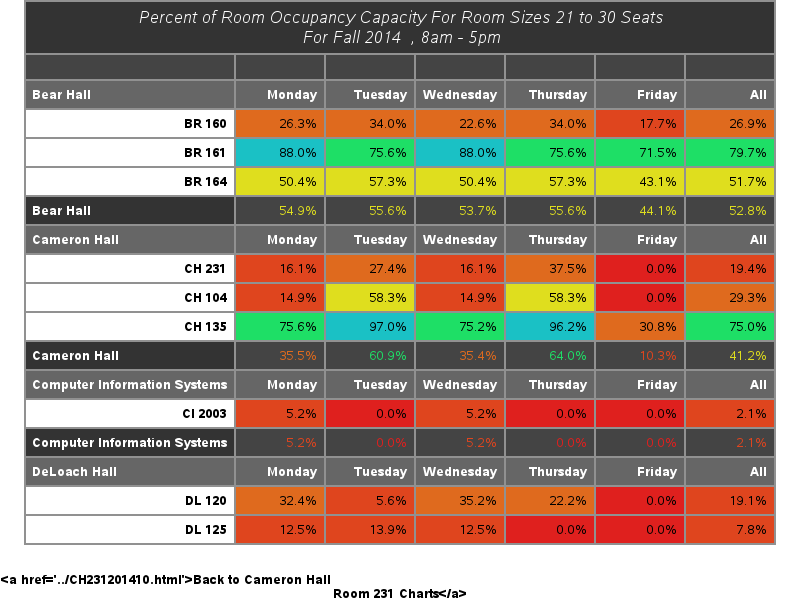 Percent of Room Occupancy Capacity For Room Sizes 21 to 30 Seats
For Fall 2014 , 8am - 5pm
Bear Hall Monday Tuesday Wednesday Thursday Friday All
BR 160 26.3% 34.0% 22.6% 34.0% 17.7% 26.9%
BR 161 88.0% 75.6% 88.0% 75.6% 71.5% 79.7%
BR 164 50.4% 57.3% 50.4% 57.3% 43.1% 51.7%
Bear Hall 54.9% 55.6% 53.7% 55.6% 44.1% 52.8%
Cameron Hall Monday Tuesday Wednesday Thursday Friday All
CH 231 16.1% 27.4% 16.1% 37.5% 0.0% 19.4%
CH 104 14.9% 58.3% 14.9% 58.3% 0.0% 29.3%
CH 135 75.6% 97.0% 75.2% 96.2% 30.8% 75.0%
Cameron Hall 35.5% 60.9% 35.4% 64.0% 10.3% 41.2%
Computer Information Systems Monday Tuesday Wednesday Thursday Friday All
CI 2003 5.2% 0.0% 5.2% 0.0% 0.0% 2.1%
Computer Information Systems 5.2% 0.0% 5.2% 0.0% 0.0% 2.1%
DeLoach Hall Monday Tuesday Wednesday Thursday Friday All
DL 120 32.4% 5.6% 35.2% 22.2% 0.0% 19.1%
DL 125 12.5% 13.9% 12.5% 0.0% 0.0% 7.8%
<a href='../CH231201410.html'>Back to Cameron Hall
Room 231 Charts</a>